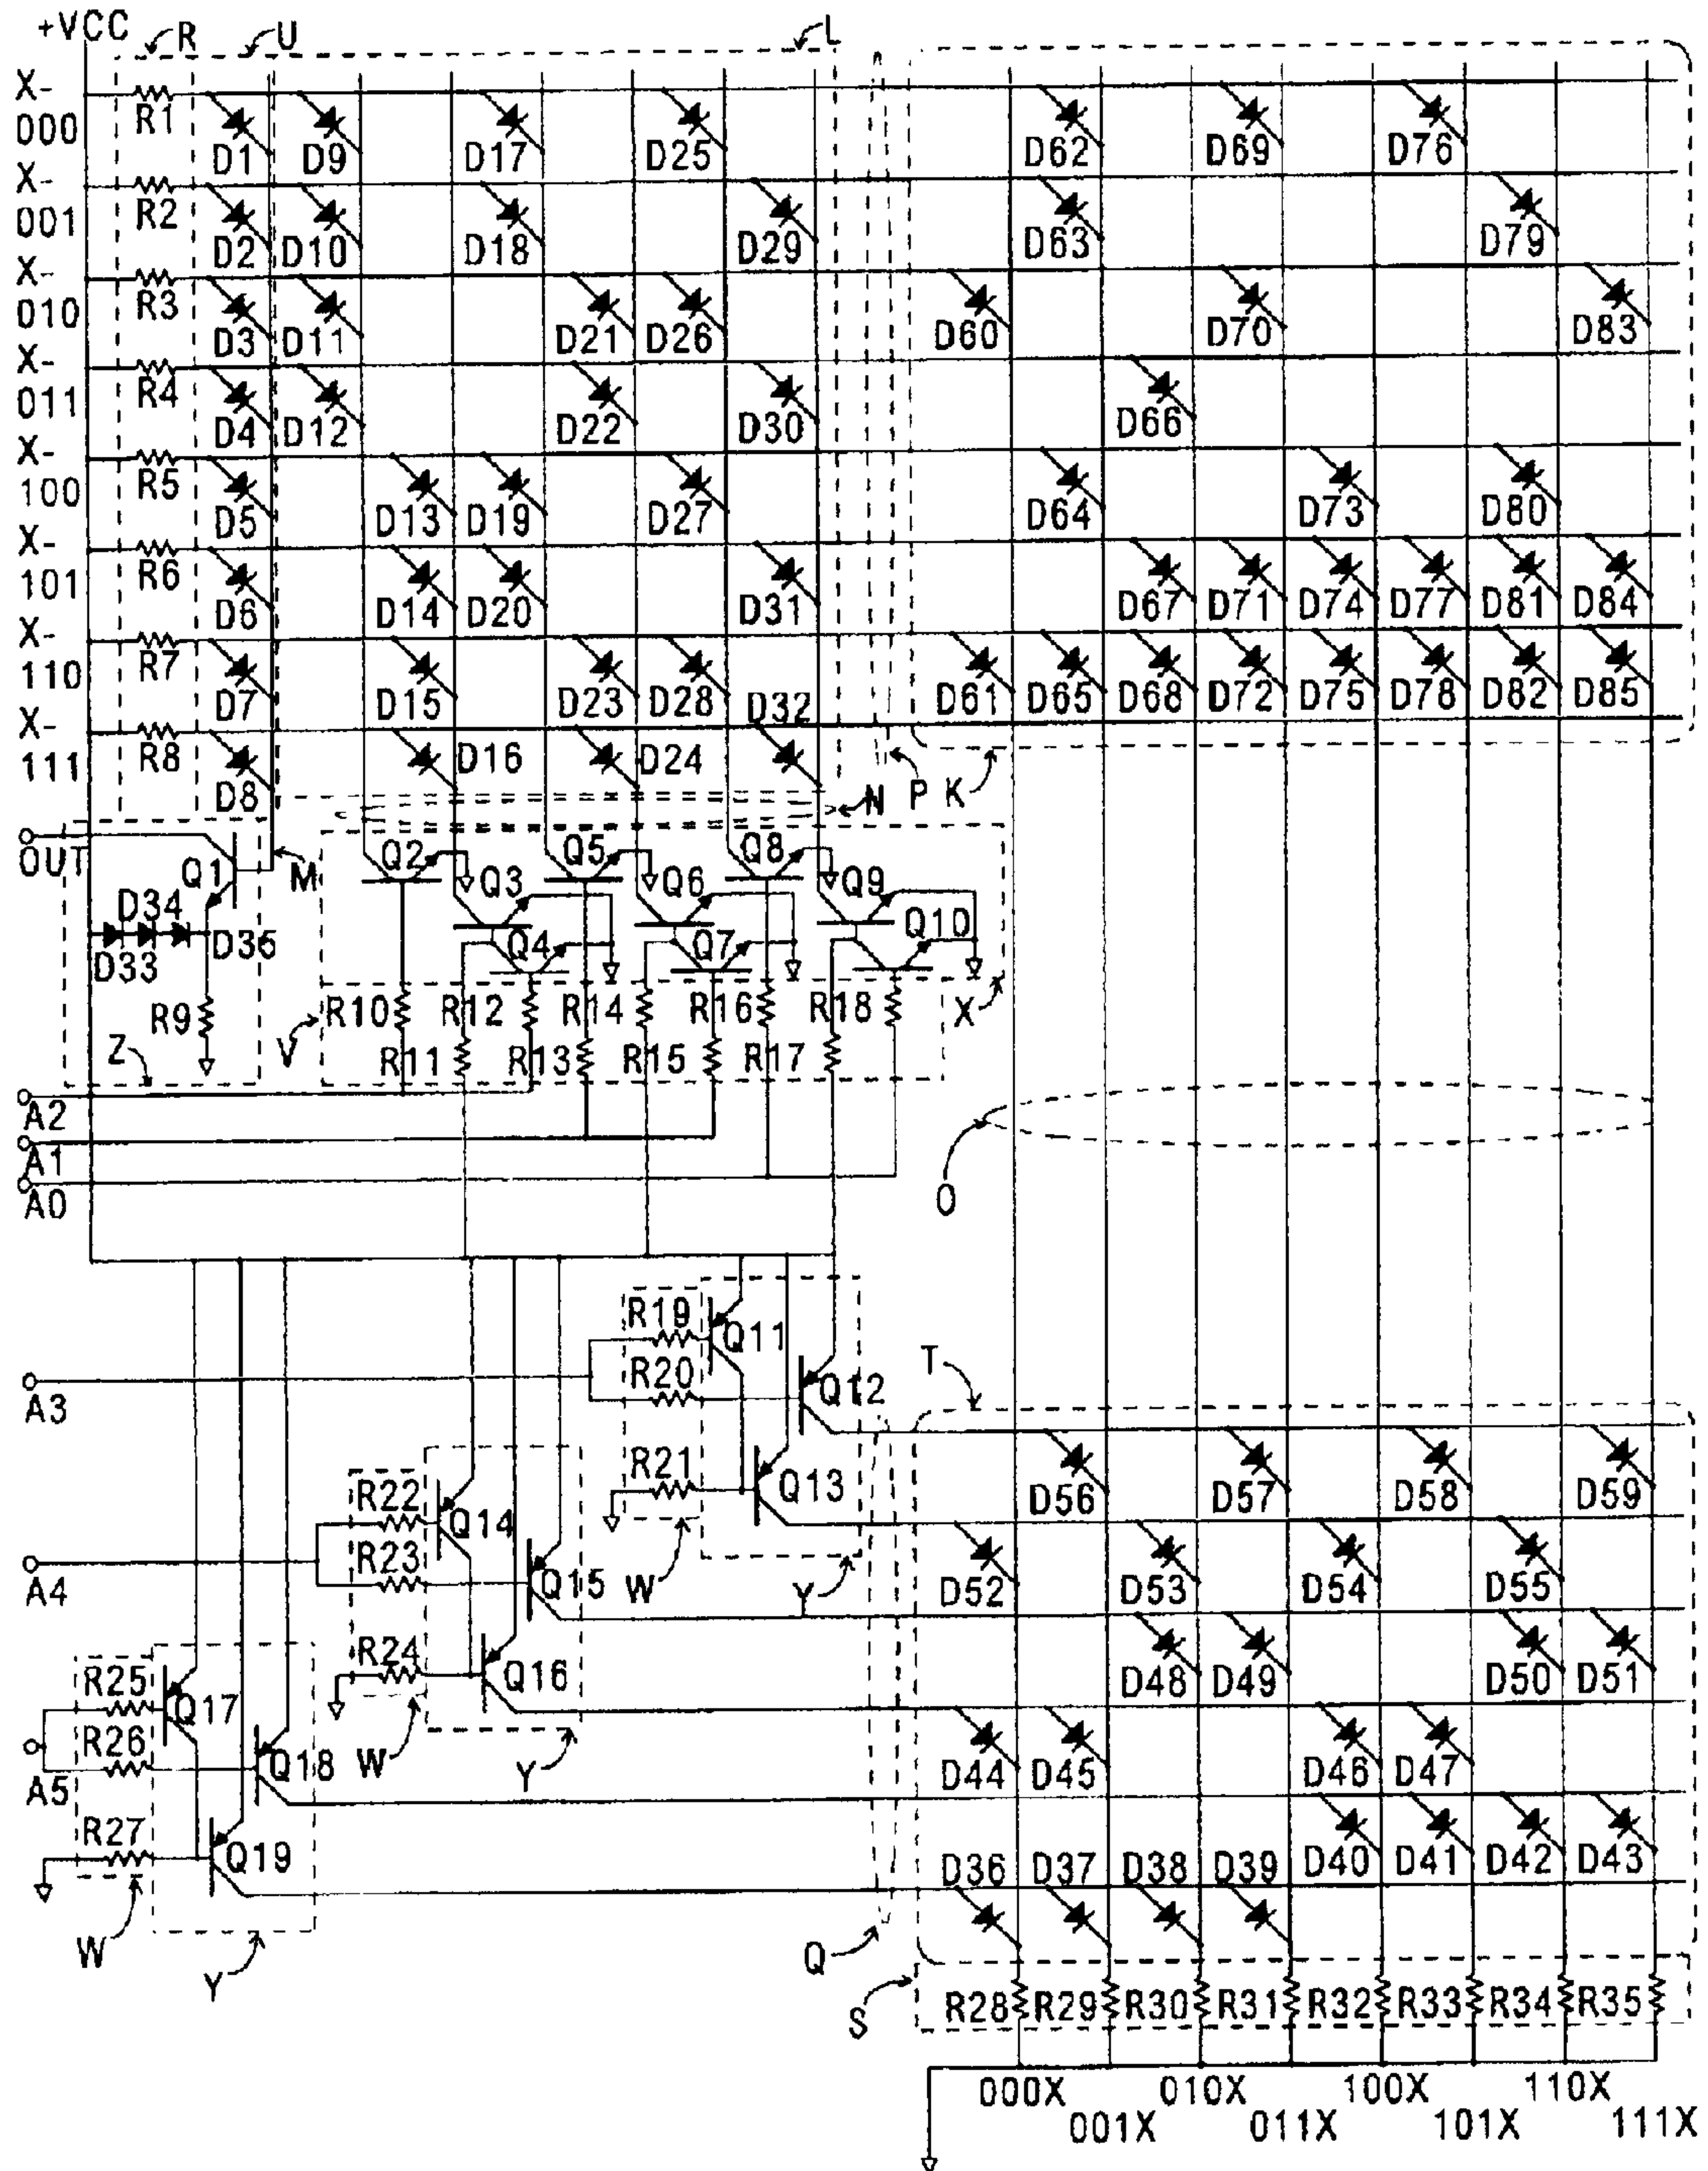 +VCC R U L
X- 000 R1 D1 D9 D17 D25 D62 D69 D76
X- 001 R2 D2 D10 D18 D29 D63 D79
X- 010 R3 D3 D11 D21 D26 D60 D70 D83
X- 011 R4 D4 D12 D22 D30 D66
X- 100 R5 D5 D13 D19 D27 D64 D73 D80
X- 101 R6 D6 D14 D20 D31 D67 D71 D74 D77 D81 D84
X- 110 R7 D7 D15 D23 D28 D32 D61 D65 D68 D72 D75 D78 D82 D85
X- 111 R8 D8 D16 D24 N P K
OUT Q1 M Q2 Q3 Q5 Q6 Q8 Q9
D34 D33 D35 Q4 Q7 Q10
R9 R10 R12 R14 R16 R18 X
Z V R11 R13 R15 R17
A2
A1
A0 O
R19 Q11
A3 R20 Q12 T
R21 Q13 D56 D57 D58 D59
R22 Q14
A4 R23 Q15 W Y D52 D53 D54 D55
R24 Q16 D48 D49 D50 D51
R25 Q17
A5 R26 Q18 W Y D44 D45 D46 D47
R27 Q19 D36 D37 D38 D39 D40 D41 D42 D43
W Y Q
S R28 R29 R30 R31 R32 R33 R34 R35
000X 010X 100X 110X
001X 011X 101X 111X